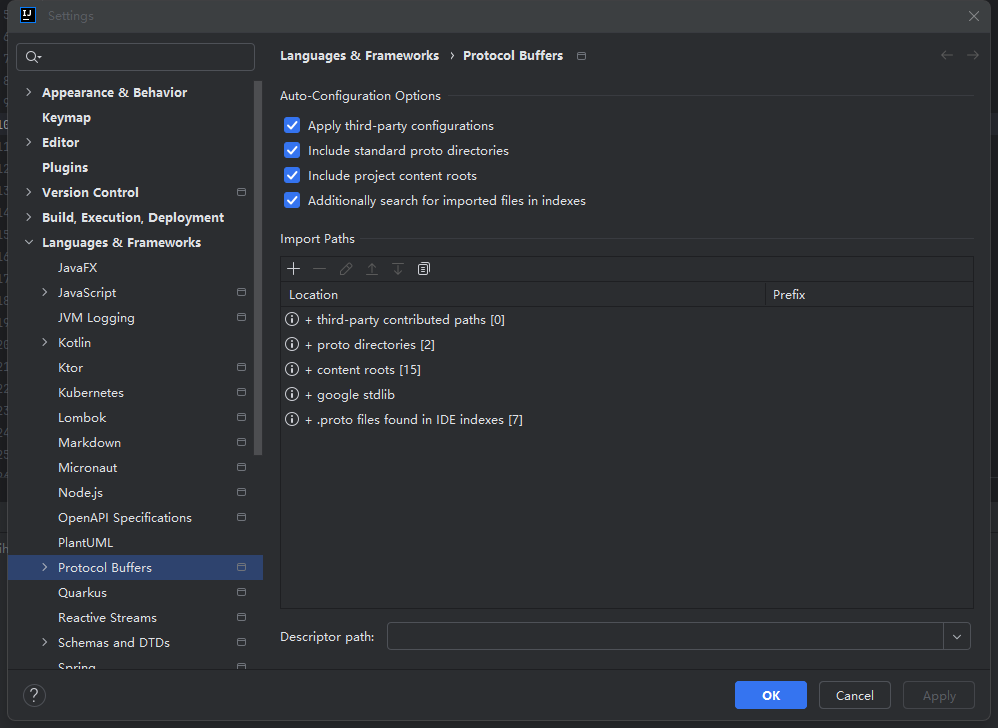 IJ
Settings
Languages & Frameworks › Protocol Buffers
Appearance & Behavior
Keymap
Editor
Plugins
Version Control
Build, Execution, Deployment
Languages & Frameworks
JavaFX
JavaScript
JVM Logging
Kotlin
Ktor
Kubernetes
Lombok
Markdown
Micronaut
Node.js
OpenAPI Specifications
PlantUML
Protocol Buffers
Quarkus
Reactive Streams
Schemas and DTDs
Spring
Auto-Configuration Options
Apply third-party configurations
Include standard proto directories
Include project content roots
Additionally search for imported files in indexes
Import Paths
Location Prefix
+ third-party contributed paths [0]
+ proto directories [2]
+ content roots [15]
+ google stdlib
+ .proto files found in IDE indexes [7]
Descriptor path:
?
OK Cancel Apply